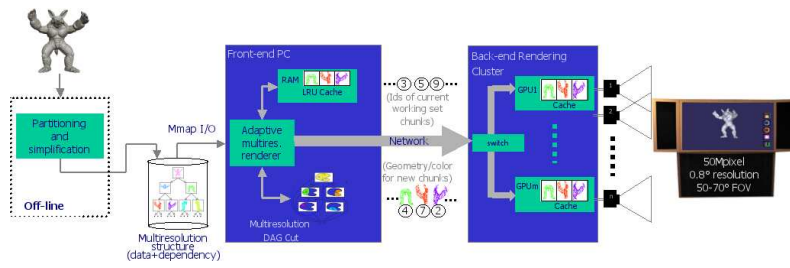 Partitioning
and
simplification
Off-line
Mmap I/O
Multiresolution
structure
(data+dependency)
Front-end PC
RAM
LRU Cache
Adaptive
multires.
renderer
Multiresolution
DAG Cut
3 5 9
(Ids of current
working set
chunks)
Network
(Geometry/color
for new chunks)
4 7 2
Back-end Rendering
Cluster
switch
GPU1
Cache
GPUm
Cache
1
2
n
50Mpixel
0.8° resolution
50-70° FOV